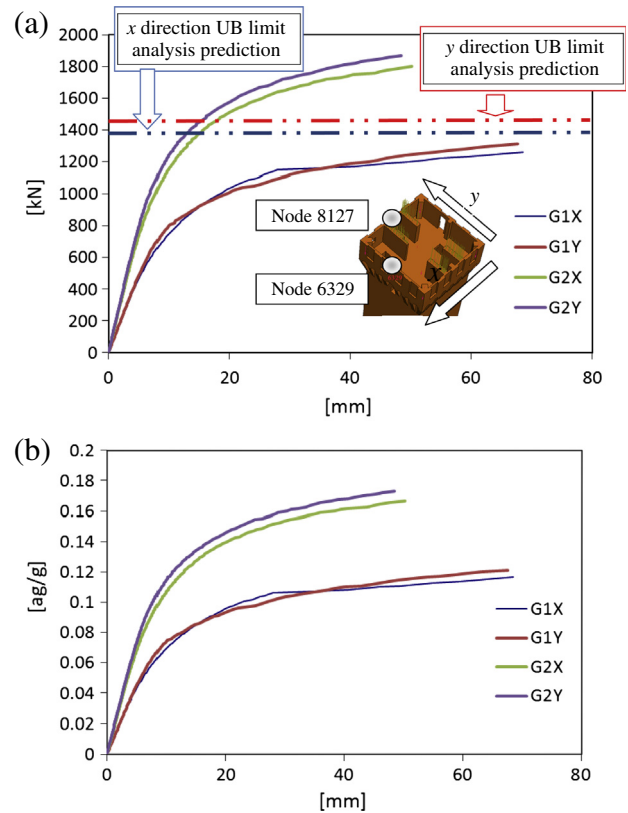 (a)
x direction UB limit
analysis prediction
y direction UB limit
analysis prediction
2000
1800
1600
1400
1200
1000
800
600
400
200
0
[kN]
0 20 40 60 80
[mm]
Node 8127
Node 6329
y
x
G1X
G1Y
G2X
G2Y
(b)
0.2
0.18
0.16
0.14
0.12
0.1
0.08
0.06
0.04
0.02
0
[ag/g]
0 20 40 60 80
[mm]
G1X
G1Y
G2X
G2Y